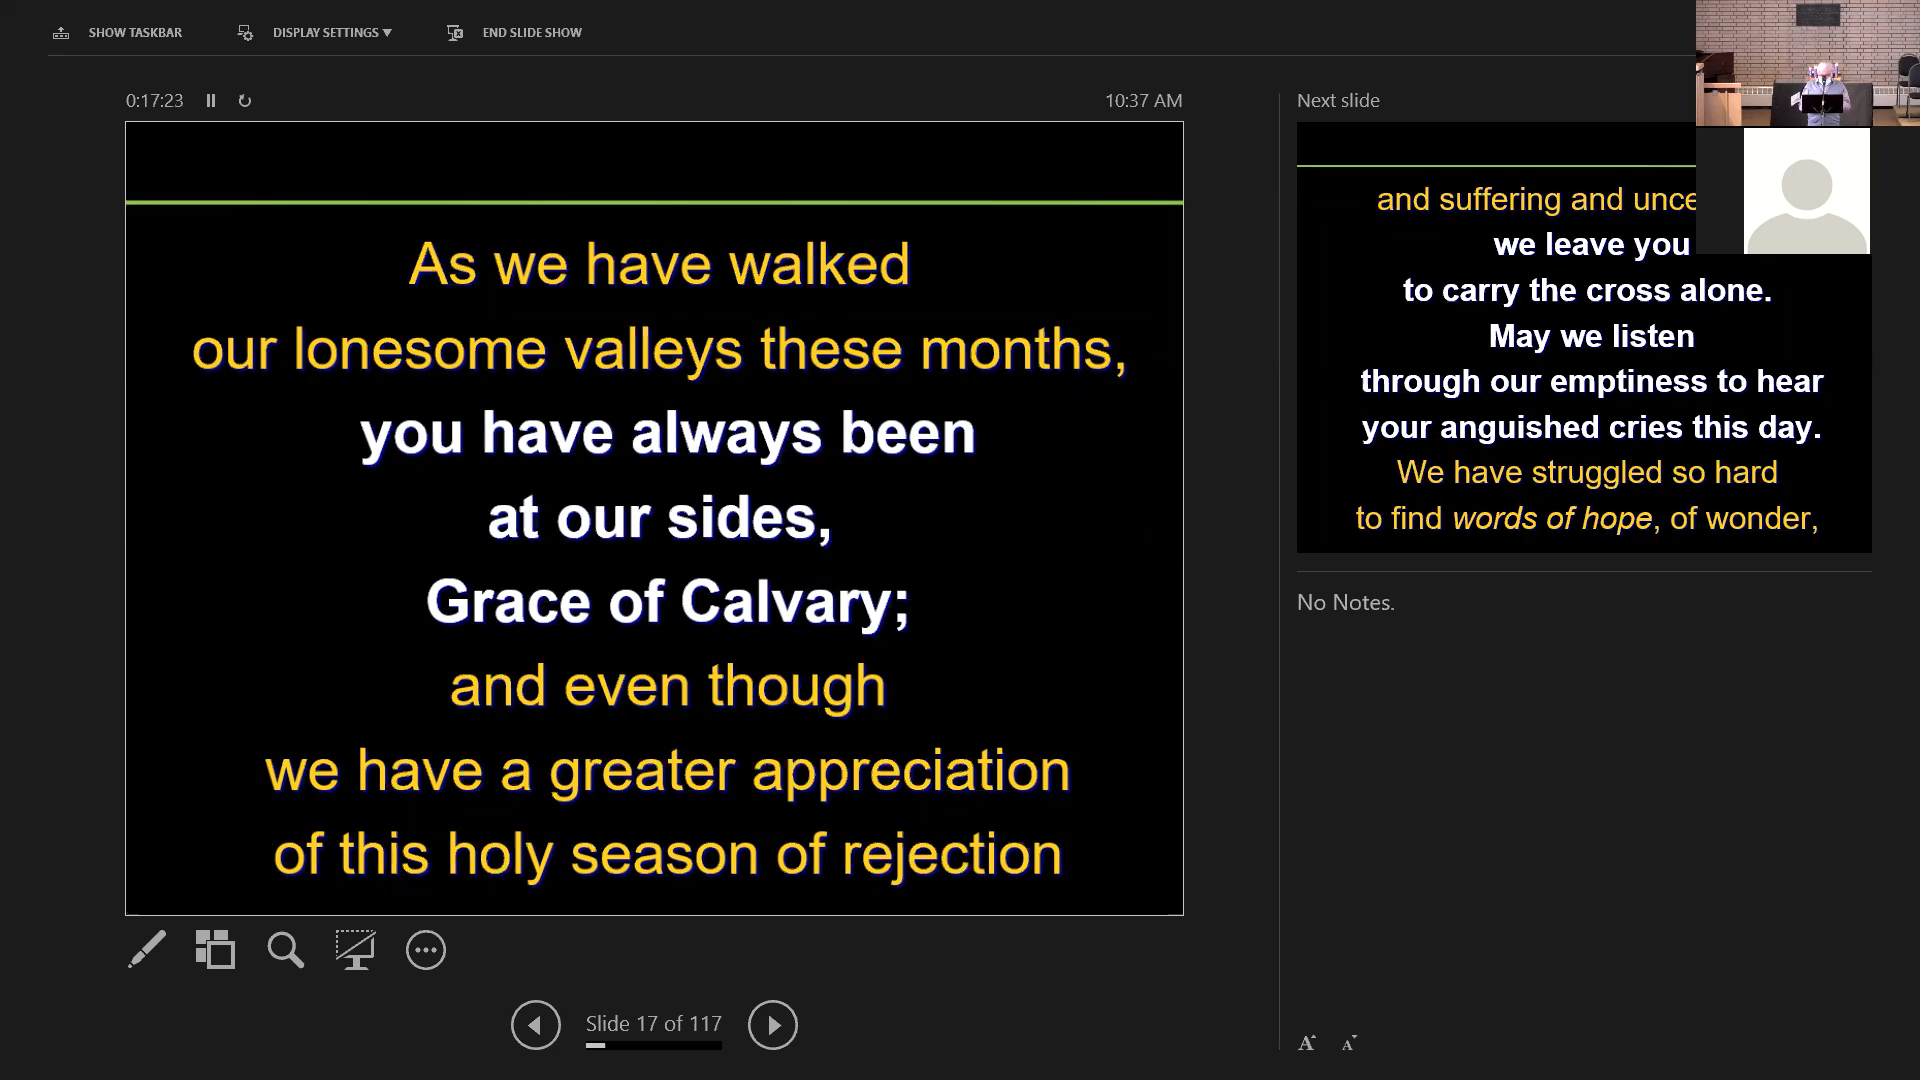 SHOW TASKBAR
DISPLAY SETTINGS ▼
END SLIDE SHOW
0:17:23
10:37 AM
As we have walked
our lonesome valleys these months,
you have always been
at our sides,
Grace of Calvary;
and even though
we have a greater appreciation
of this holy season of rejection
Slide 17 of 117
Next slide
and suffering and
we leave you
to carry the cross alone.
May we listen
through our emptiness to hear
your anguished cries this day.
We have struggled so hard
to find words of hope, of wonder,
No Notes.
A A